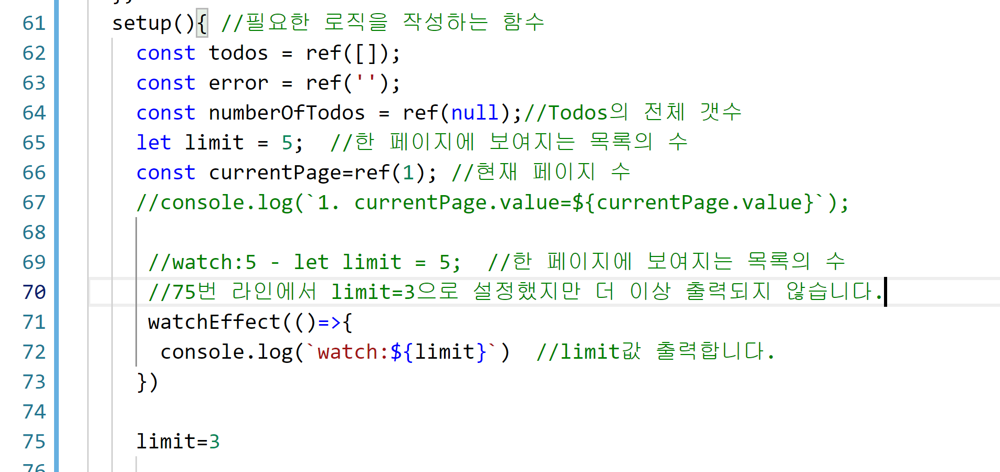 61 setup(){ //필요한 로직을 작성하는 함수
62 const todos = ref([]);
63 const error = ref('');
64 const numberOfTodos = ref(null);//Todos의 전체 갯수
65 let limit = 5;  //한 페이지에 보여지는 목록의 수
66 const currentPage=ref(1); //현재 페이지 수
67 //console.log(`1. currentPage.value=${currentPage.value}`);
68
69 //watch:5 - let limit = 5;  //한 페이지에 보여지는 목록의 수
70 //75번 라인에서 limit=3으로 설정했지만 더 이상 출력되지 않습니다.
71 watchEffect(()=>{
72 console.log(`watch:${limit}`)  //limit값 출력합니다.
73 })
74
75 limit=3
76